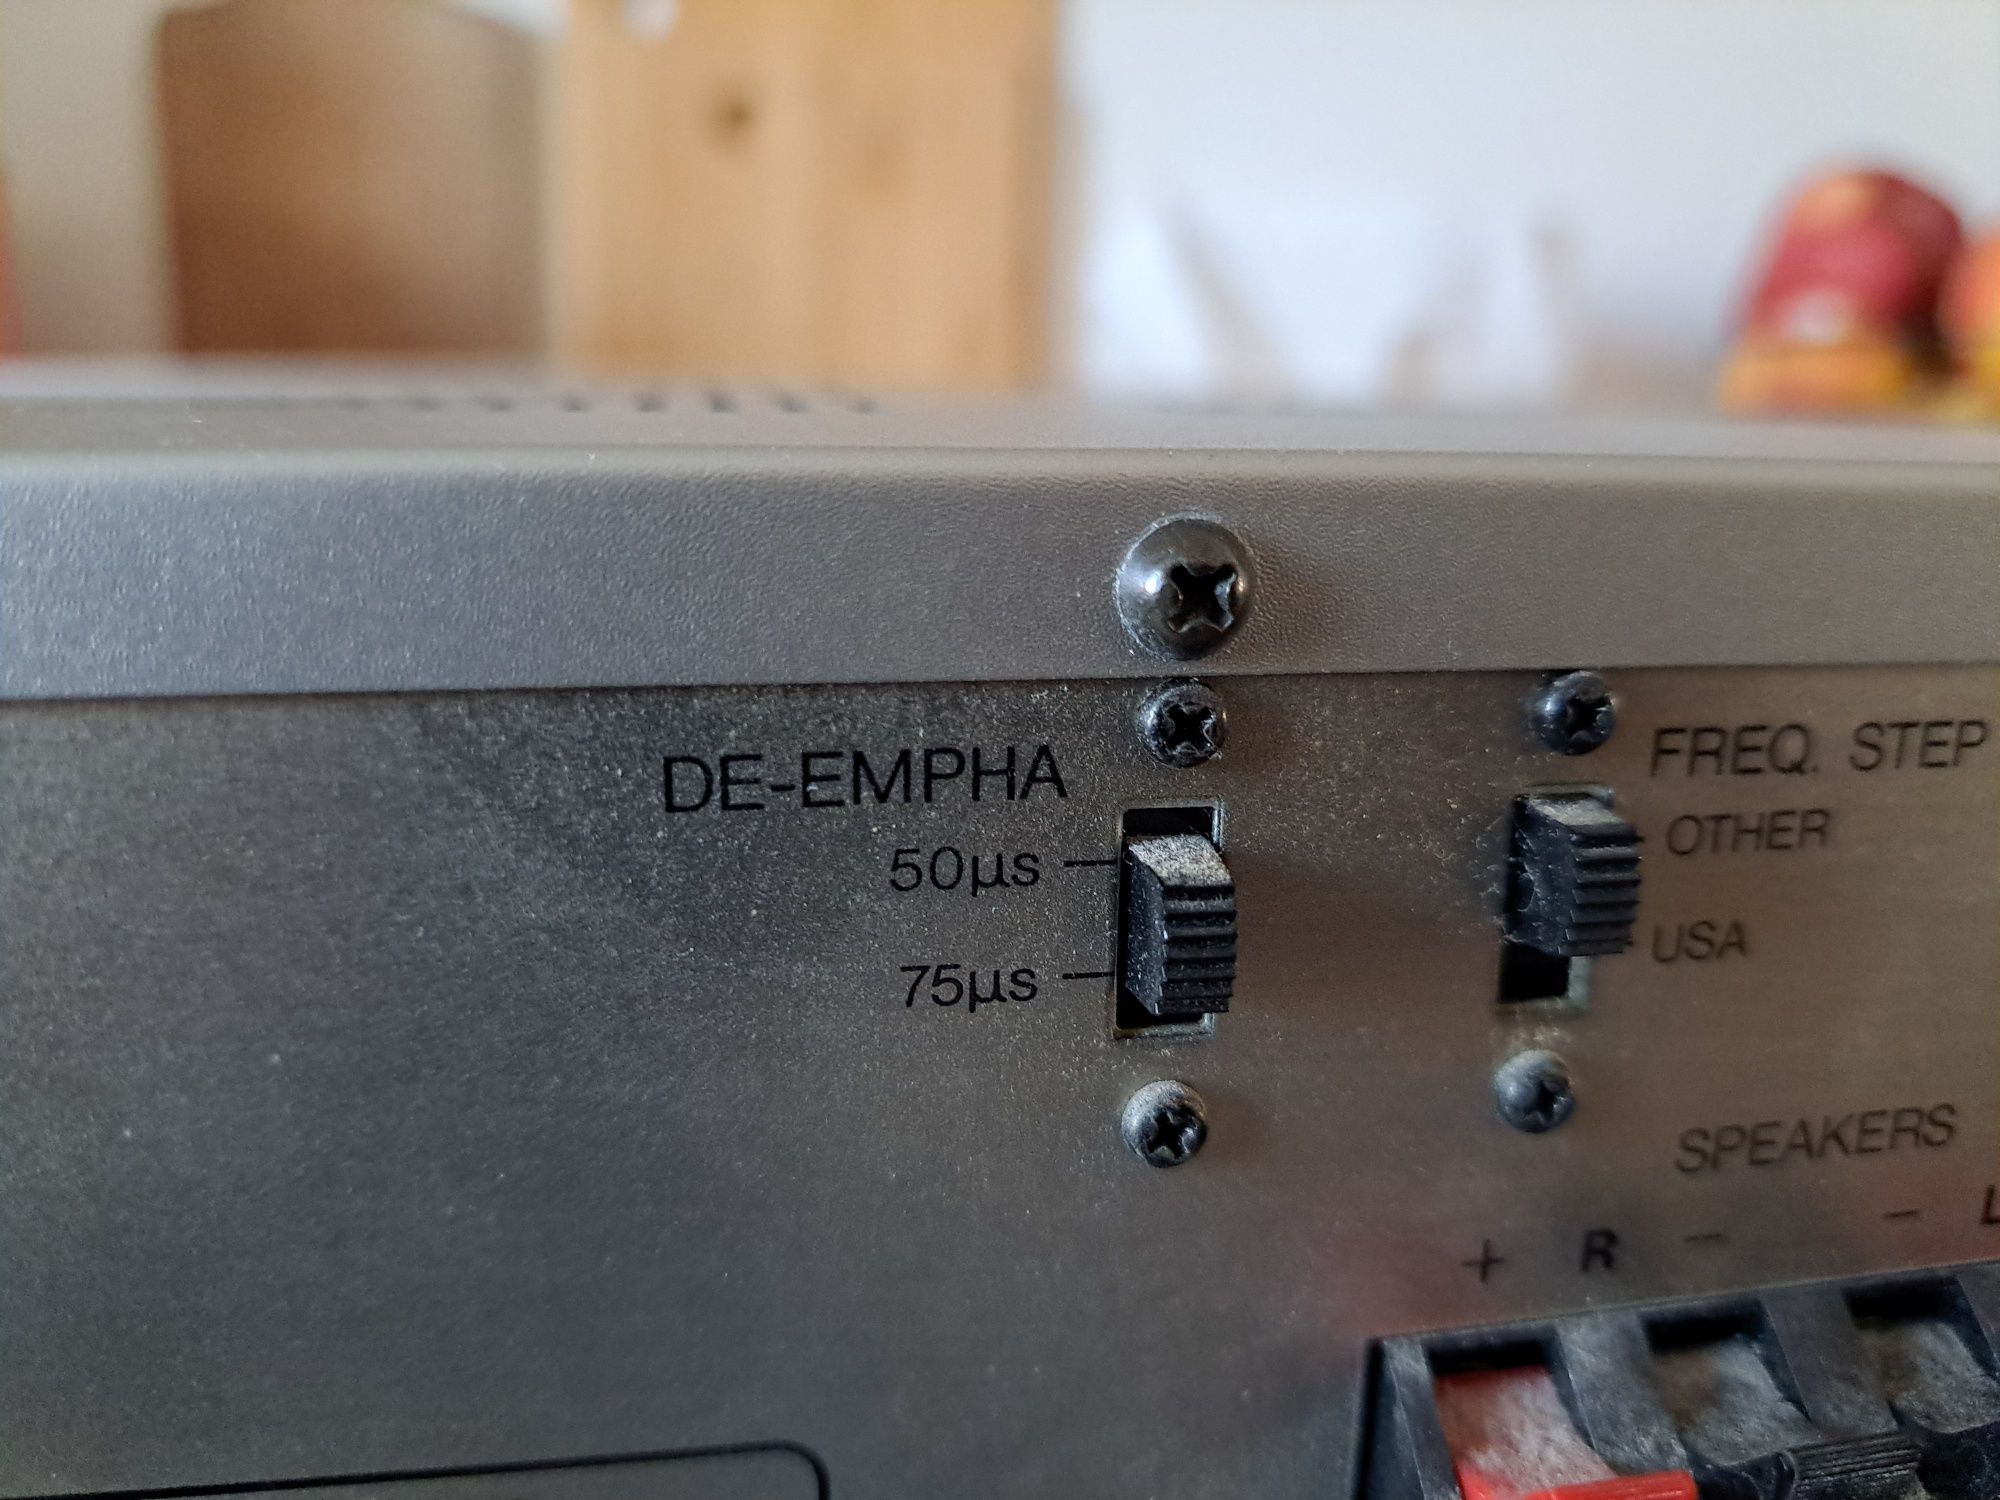 DE-EMPHA
50µs
75µs
FREQ. STEP
OTHER
USA
SPEAKERS
+ R − − L